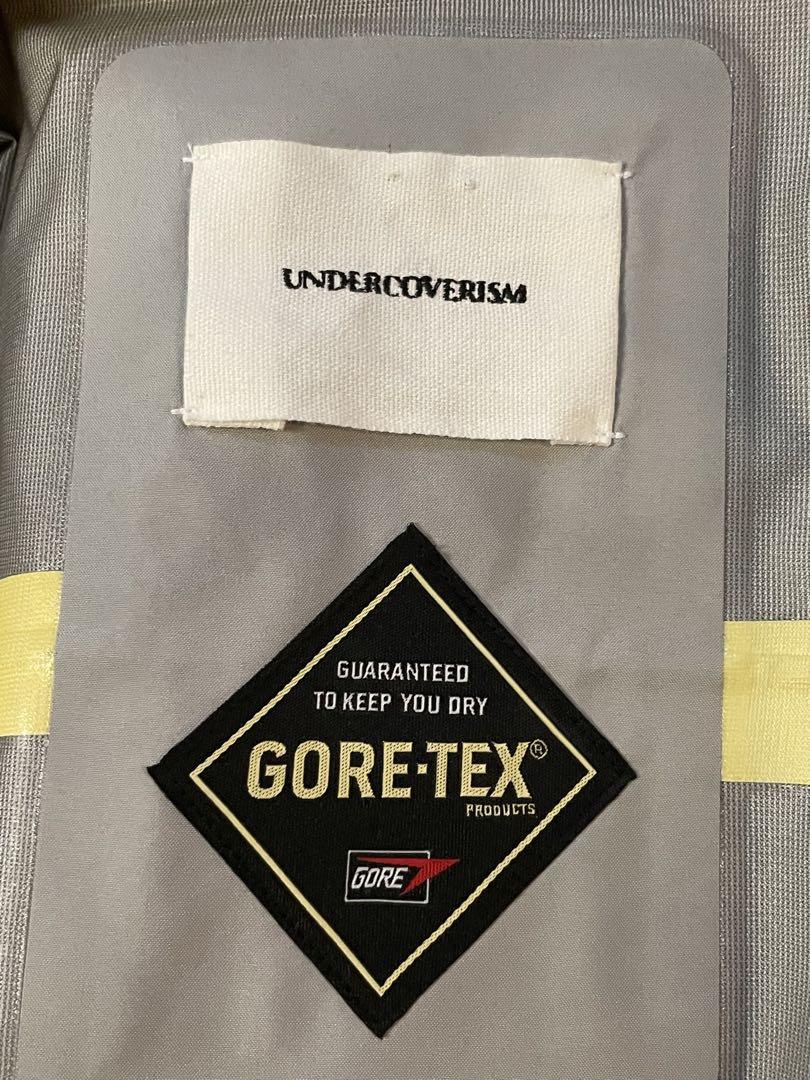 UNDERCOVERISM
GUARANTEED
TO KEEP YOU DRY
GORE-TEX®
PRODUCTS
GORE